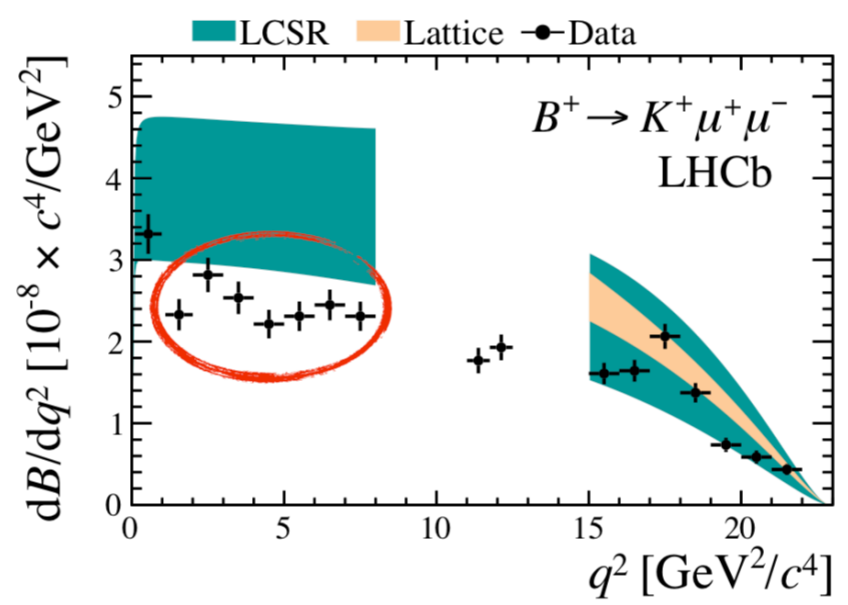 LCSR Lattice Data
B⁺ → K⁺μ⁺μ⁻
LHCb
dB/dq² [10⁻⁸ × c⁴/GeV²]
5
4
3
2
1
0
0 5 10 15 20
q² [GeV²/c⁴]